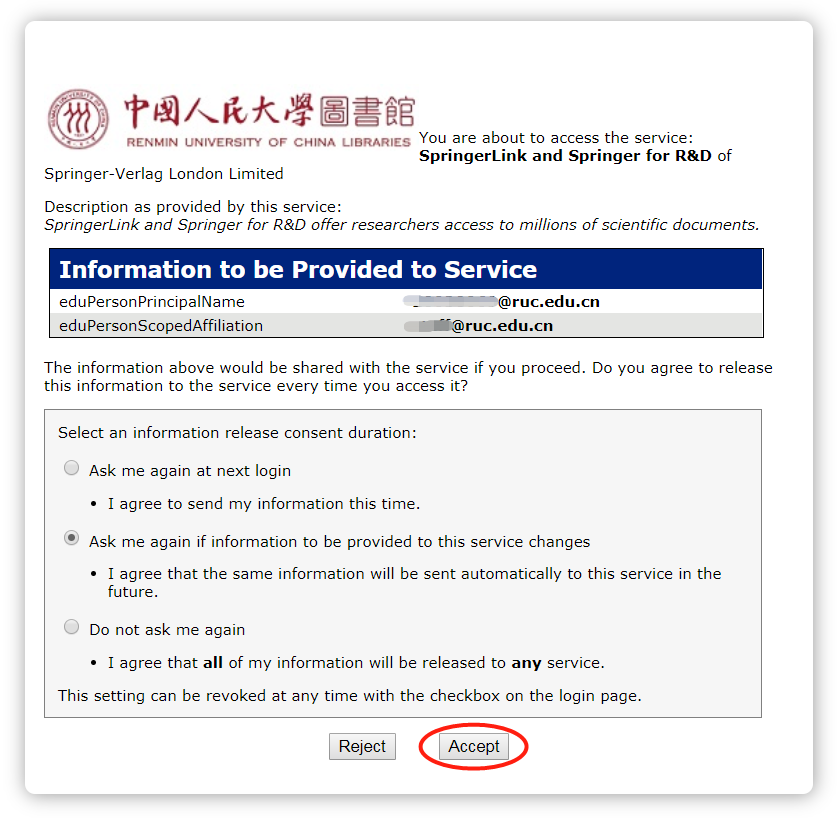 中國人民大學圖書館
RENMIN UNIVERSITY OF CHINA LIBRARIES
You are about to access the service:
SpringerLink and Springer for R&D of
Springer-Verlag London Limited
Description as provided by this service:
SpringerLink and Springer for R&D offer researchers access to millions of scientific documents.
Information to be Provided to Service
eduPersonPrincipalName @ruc.edu.cn
eduPersonScopedAffiliation @ruc.edu.cn
The information above would be shared with the service if you proceed. Do you agree to release
this information to the service every time you access it?
Select an information release consent duration:
Ask me again at next login
• I agree to send my information this time.
Ask me again if information to be provided to this service changes
• I agree that the same information will be sent automatically to this service in the
future.
Do not ask me again
• I agree that all of my information will be released to any service.
This setting can be revoked at any time with the checkbox on the login page.
Reject Accept